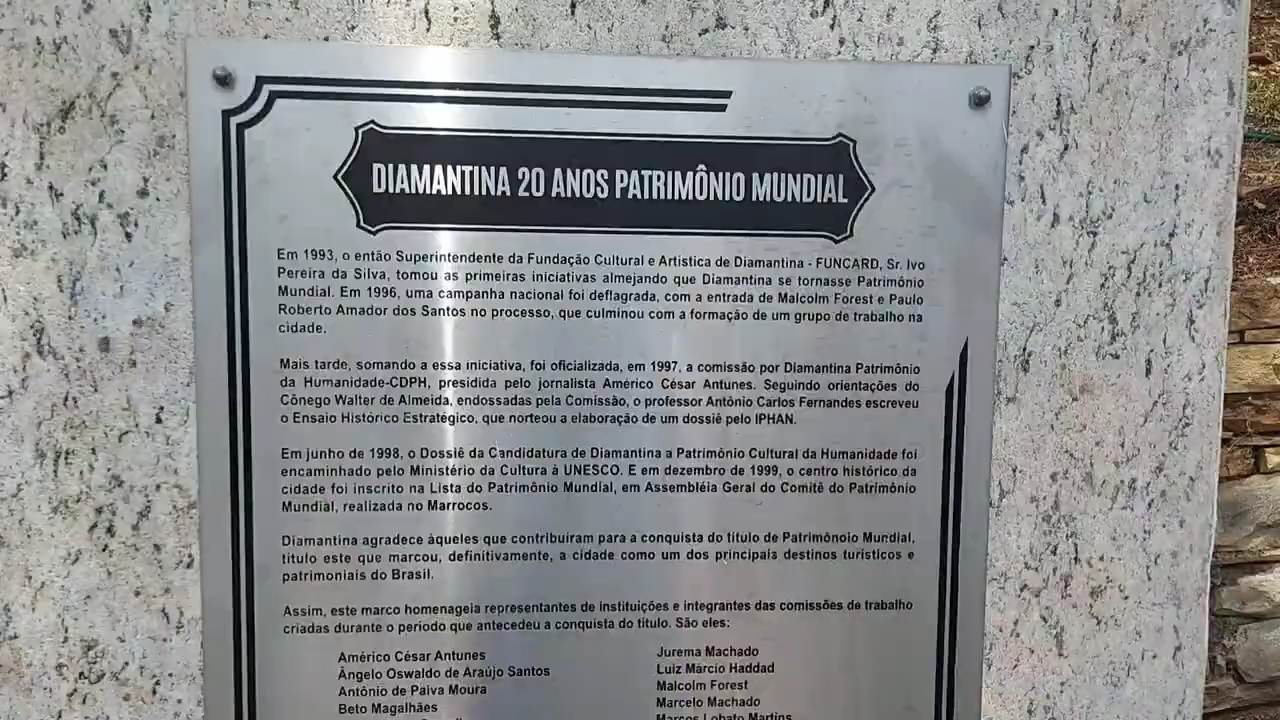 DIAMANTINA 20 ANOS PATRIMÔNIO MUNDIAL
Em 1993, o então Superintendente da Fundação Cultural e Artística de Diamantina - FUNCARD, Sr. Ivo
Pereira da Silva, tomou as primeiras iniciativas almejando que Diamantina se tornasse Patrimônio
Mundial. Em 1996, uma campanha nacional foi deflagrada, com a entrada de Malcolm Forest e Paulo
Roberto Amador dos Santos no processo, que culminou com a formação de um grupo de trabalho na
cidade.
Mais tarde, somando a essa iniciativa, foi oficializada, em 1997, a comissão por Diamantina Patrimônio
da Humanidade-CDPH, presidida pelo jornalista Américo César Antunes. Seguindo orientações do
Cônego Walter de Almeida, endossadas pela Comissão, o professor Antônio Carlos Fernandes escreveu
o Ensaio Histórico Estratégico, que norteou a elaboração de um dossiê pelo IPHAN.
Em junho de 1998, o Dossiê da Candidatura de Diamantina a Patrimônio Cultural da Humanidade foi
encaminhado pelo Ministério da Cultura à UNESCO. E em dezembro de 1999, o centro histórico da
cidade foi inscrito na Lista do Patrimônio Mundial, em Assembléia Geral do Comitê do Patrimônio
Mundial, realizada no Marrocos.
Diamantina agradece àqueles que contribuíram para a conquista do título de Patrimônoio Mundial,
título este que marcou, definitivamente, a cidade como um dos principais destinos turísticos e
patrimoniais do Brasil.
Assim, este marco homenageia representantes de instituições e integrantes das comissões de trabalho
criadas durante o período que antecedeu a conquista do título. São eles:
Américo César Antunes
Ângelo Oswaldo de Araújo Santos
Antônio de Paiva Moura
Beto Magalhães
Jurema Machado
Luiz Márcio Haddad
Malcolm Forest
Marcelo Machado
Marcos Lobato Martins